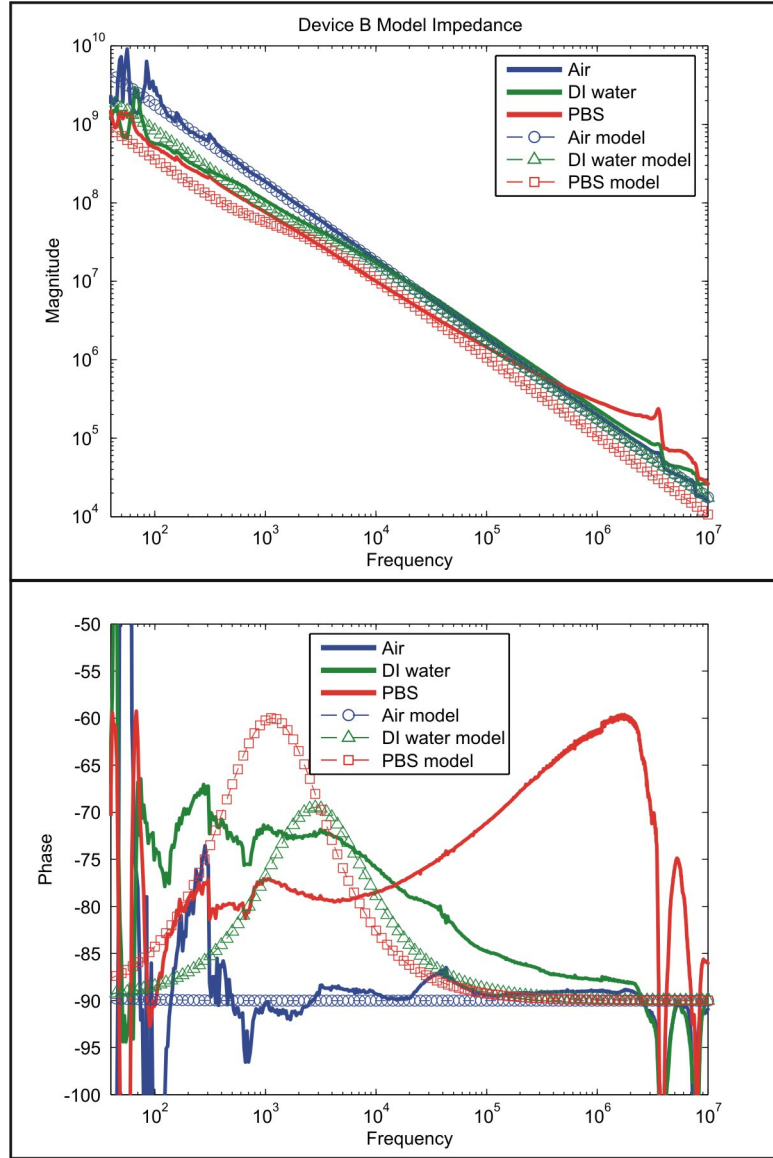 Device B Model Impedance
10^10
10^9
10^8
10^7
10^6
10^5
10^4
Magnitude
Air
DI water
PBS
Air model
DI water model
PBS model
10^2 10^3 10^4 10^5 10^6 10^7
Frequency
-50
-55
-60
-65
-70
-75
-80
-85
-90
-95
-100
Phase
Air
DI water
PBS
Air model
DI water model
PBS model
10^2 10^3 10^4 10^5 10^6 10^7
Frequency